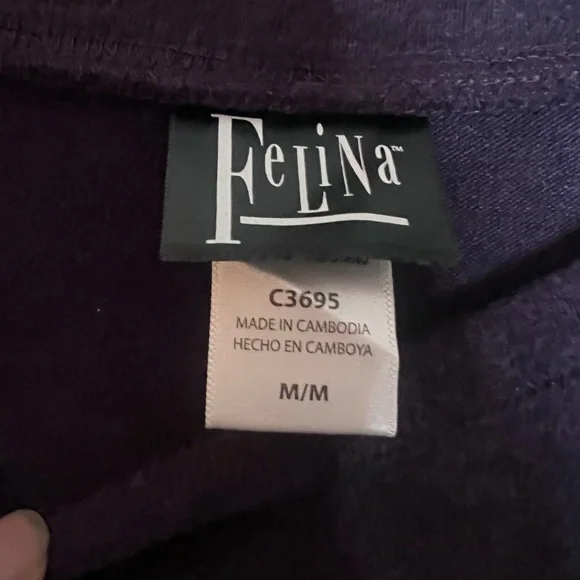 FeLiNa™
C3695
MADE IN CAMBODIA
HECHO EN CAMBOYA
M/M